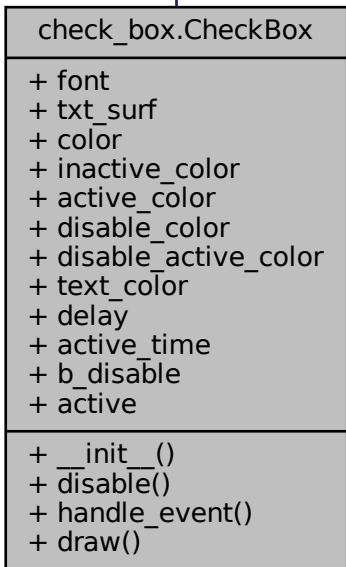 check_box.CheckBox
+ font
+ txt_surf
+ color
+ inactive_color
+ active_color
+ disable_color
+ disable_active_color
+ text_color
+ delay
+ active_time
+ b_disable
+ active
+ __init__()
+ disable()
+ handle_event()
+ draw()